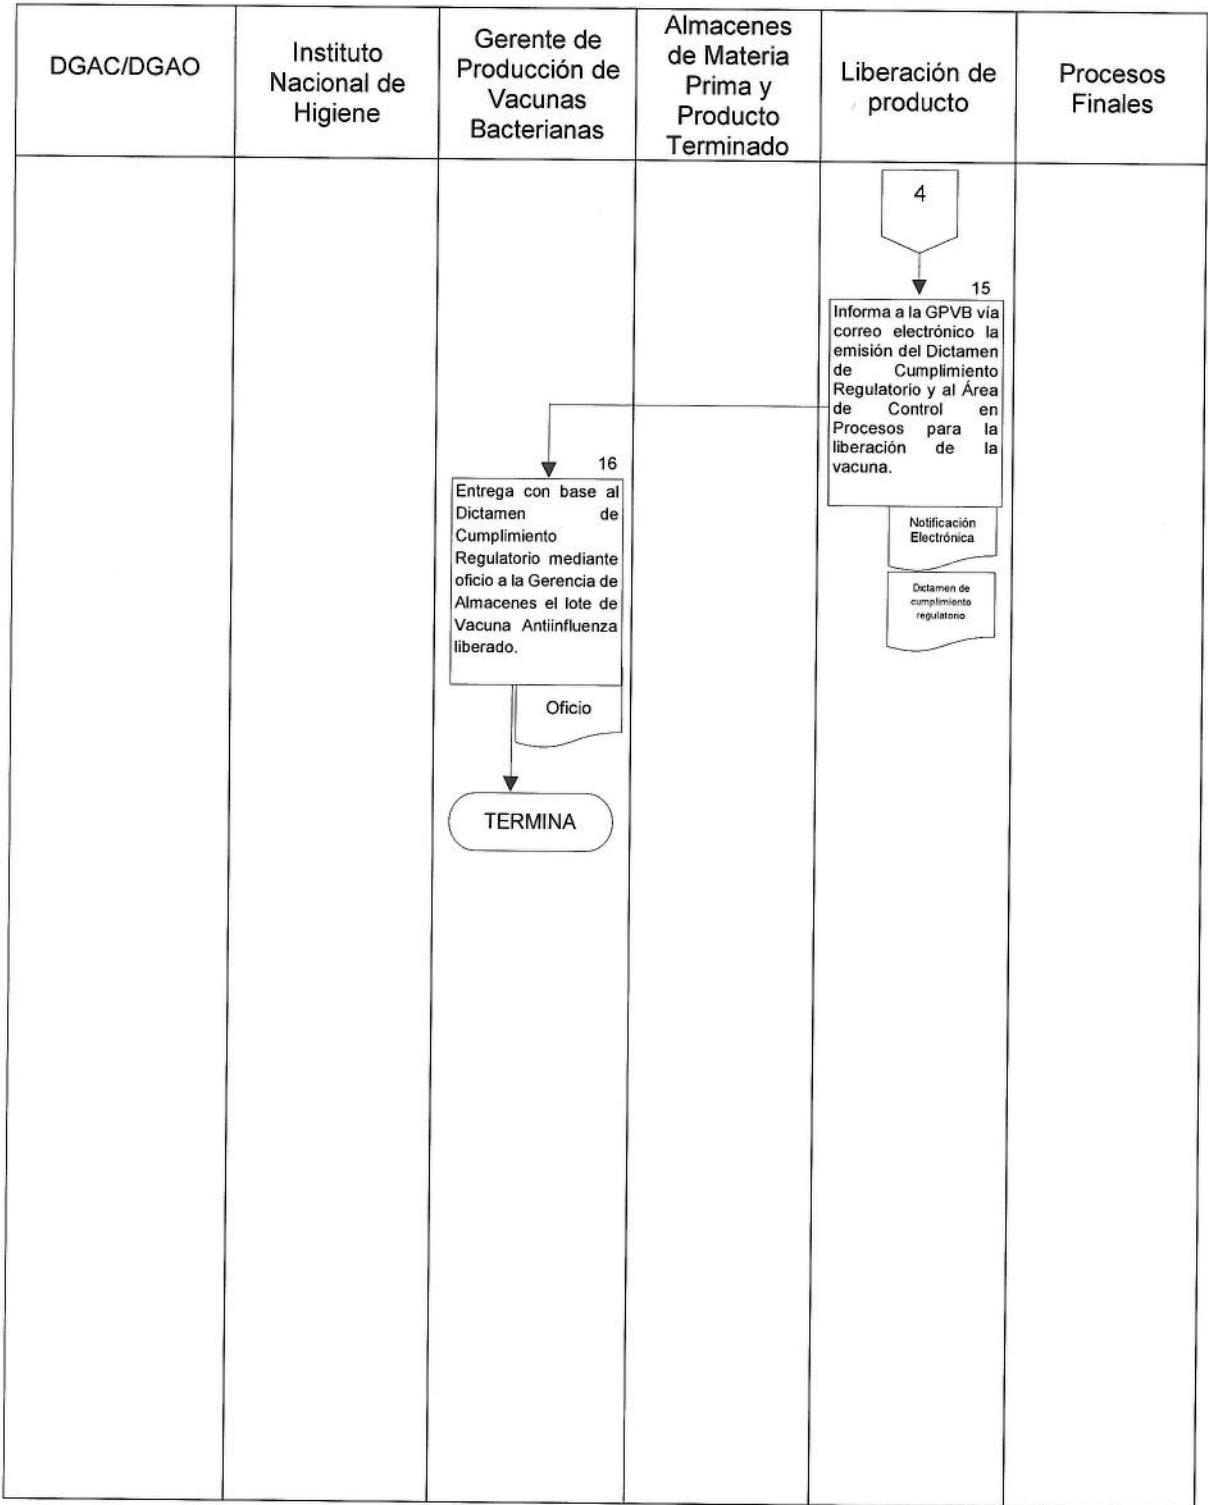 DGAC/DGAO
Instituto
Nacional de
Higiene
Gerente de
Producción de
Vacunas
Bacterianas
Almacenes
de Materia
Prima y
Producto
Terminado
Liberación de
producto
Procesos
Finales
4
15
Informa a la GPVB vía
correo electrónico la
emisión del Dictamen
de Cumplimiento
Regulatorio y al Área
de Control en
Procesos para la
liberación de la
vacuna.
Notificación
Electrónica
Dictamen de
cumplimiento
regulatorio
16
Entrega con base al
Dictamen de
Cumplimiento
Regulatorio mediante
oficio a la Gerencia de
Almacenes el lote de
Vacuna Antiinfluenza
liberado.
Oficio
TERMINA